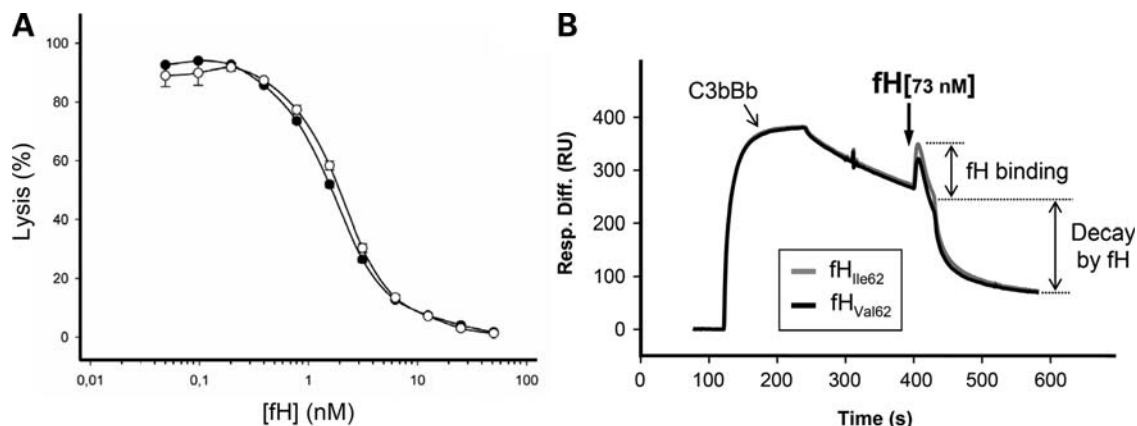 A
100
80
60
40
20
0
Lysis (%)
0,01 0,1 1 10 100
[fH] (nM)
B
400
300
200
100
0
Resp. Diff. (RU)
C3bBb
fH[73 nM]
fH binding
Decay
by fH
fHIle62
fHVal62
0 100 200 300 400 500 600
Time (s)